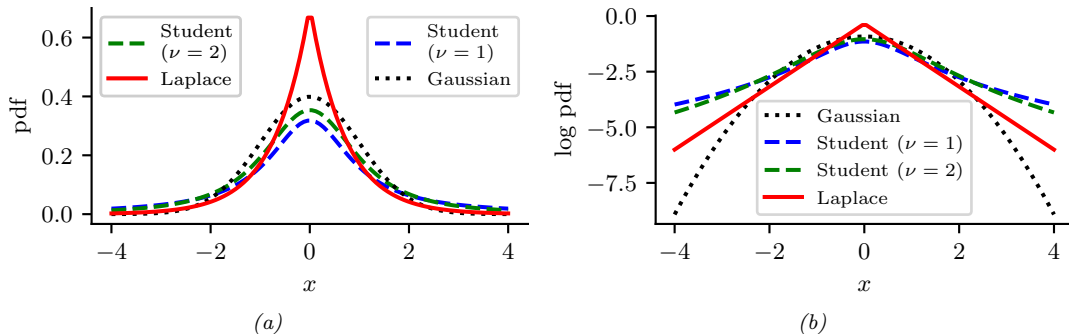 Student
(ν = 2)
Laplace
Student
(ν = 1)
Gaussian
pdf
0.6
0.4
0.2
0.0
−4
−2
0
2
4
x
(a)
log pdf
0.0
−2.5
−5.0
−7.5
Gaussian
Student (ν = 1)
Student (ν = 2)
Laplace
−4
−2
0
2
4
x
(b)